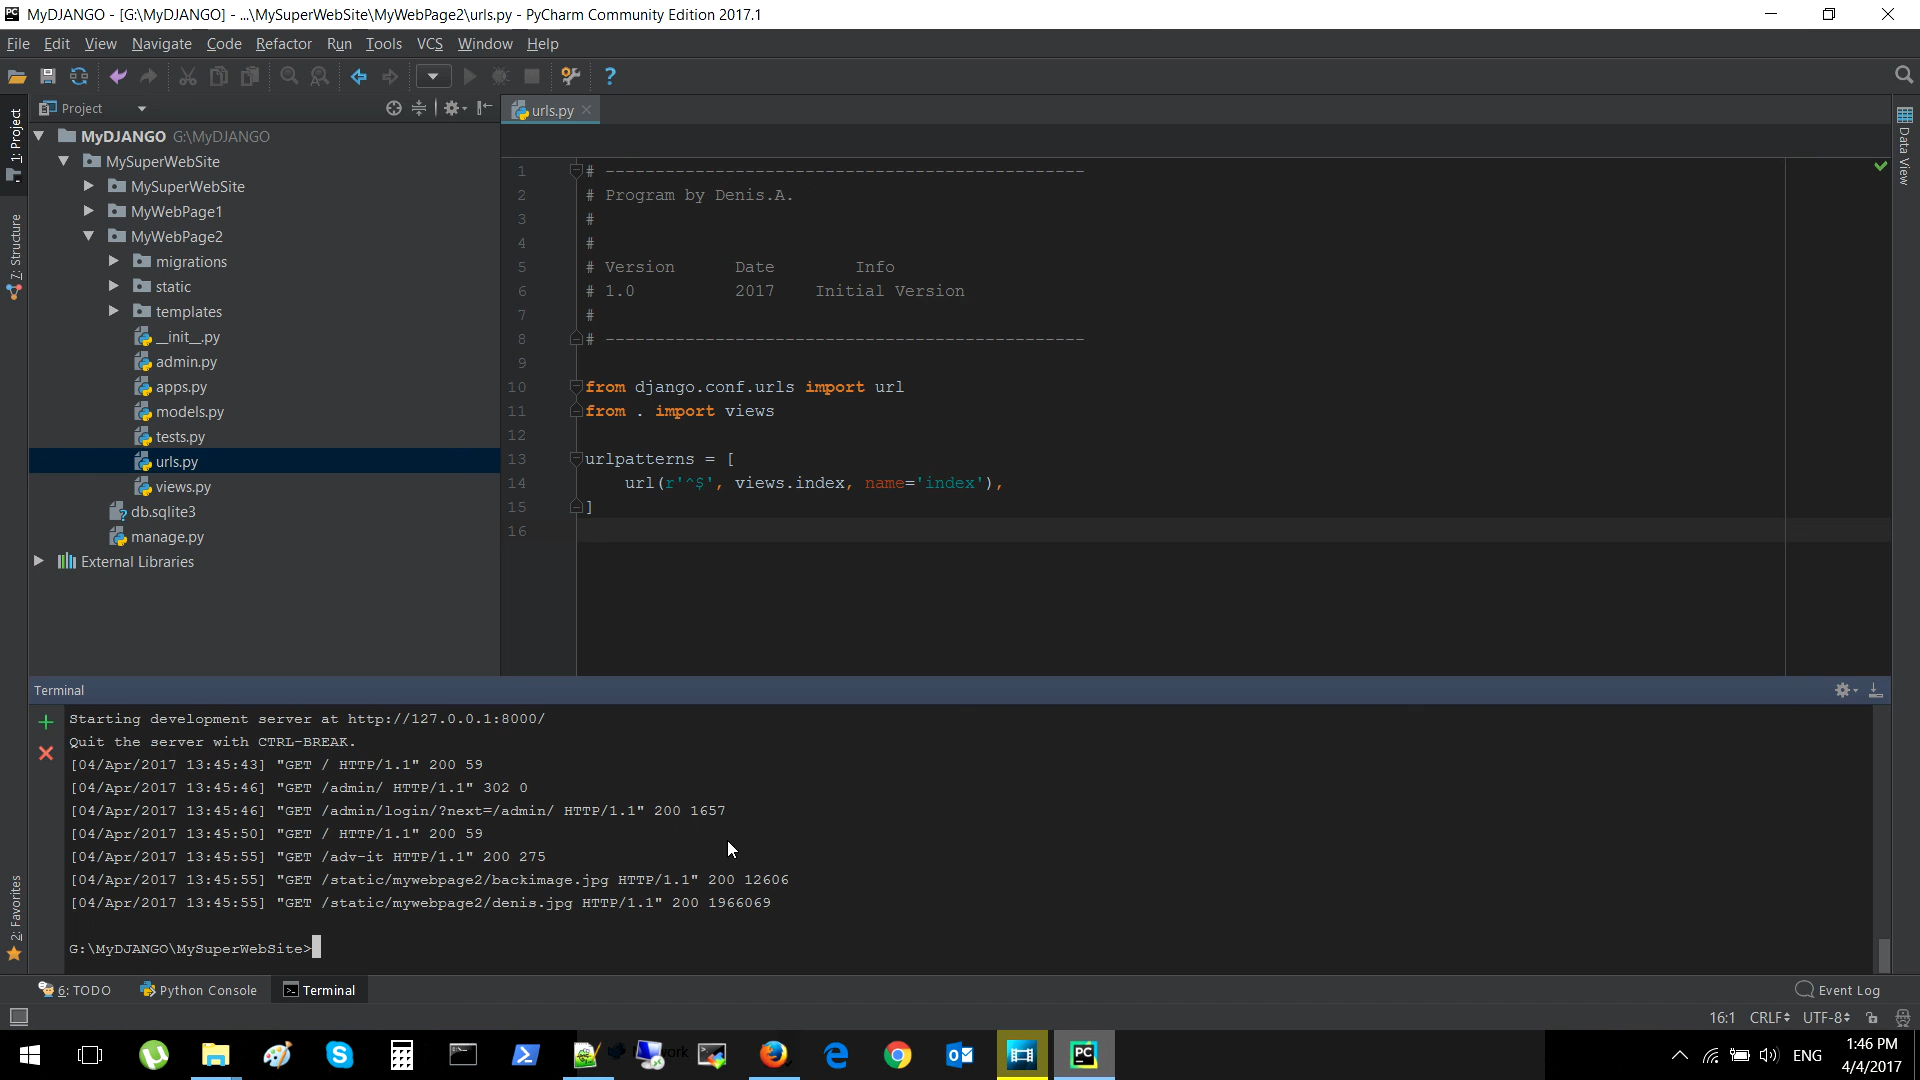 MyDJANGO - [G:\MyDJANGO] - ...\MySuperWebSite\MyWebPage2\urls.py - PyCharm Community Edition 2017.1
File Edit View Navigate Code Refactor Run Tools VCS Window Help
Project
urls.py
1: Project
7: Structure
2: Favorites
Data View
MyDJANGO G:\MyDJANGO
MySuperWebSite
MySuperWebSite
MyWebPage1
MyWebPage2
migrations
static
templates
__init__.py
admin.py
apps.py
models.py
tests.py
urls.py
views.py
db.sqlite3
manage.py
External Libraries
1 # ------------------------------------------------
2 # Program by Denis.A.
3 #
4 #
5 # Version Date Info
6 # 1.0 2017 Initial Version
7 #
8 # ------------------------------------------------
9
10 from django.conf.urls import url
11 from . import views
12
13 urlpatterns = [
14 url(r'^$', views.index, name='index'),
15 ]
16
Terminal
Starting development server at http://127.0.0.1:8000/
Quit the server with CTRL-BREAK.
[04/Apr/2017 13:45:43] "GET / HTTP/1.1" 200 59
[04/Apr/2017 13:45:46] "GET /admin/ HTTP/1.1" 302 0
[04/Apr/2017 13:45:46] "GET /admin/login/?next=/admin/ HTTP/1.1" 200 1657
[04/Apr/2017 13:45:50] "GET / HTTP/1.1" 200 59
[04/Apr/2017 13:45:55] "GET /adv-it HTTP/1.1" 200 275
[04/Apr/2017 13:45:55] "GET /static/mywebpage2/backimage.jpg HTTP/1.1" 200 12606
[04/Apr/2017 13:45:55] "GET /static/mywebpage2/denis.jpg HTTP/1.1" 200 1966069
G:\MyDJANGO\MySuperWebSite>
6: TODO Python Console Terminal Event Log
16:1 CRLF UTF-8
ENG
1:46 PM
4/4/2017